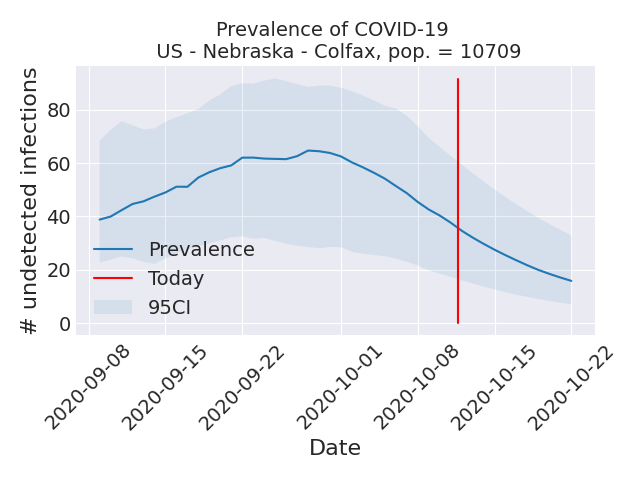 Prevalence of COVID-19
US - Nebraska - Colfax, pop. = 10709
# undetected infections
80
60
40
20
0
Prevalence
Today
95CI
2020-09-08
2020-09-15
2020-09-22
2020-10-01
2020-10-08
2020-10-15
2020-10-22
Date